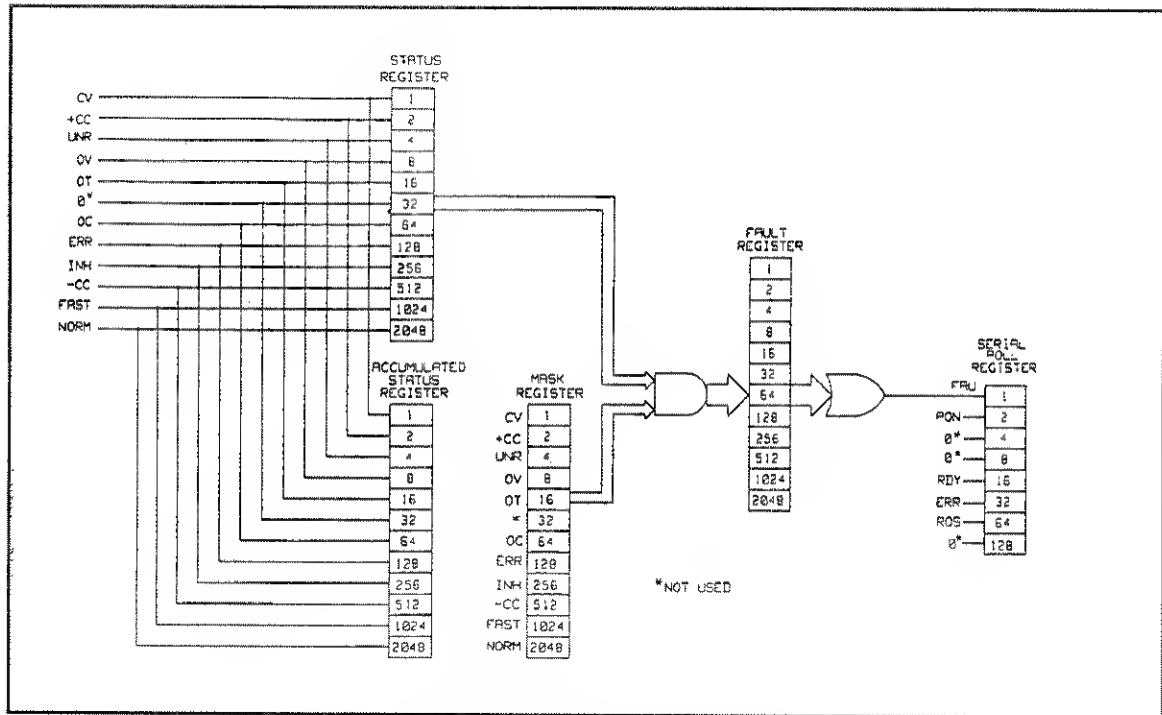 STATUS
REGISTER
CV 1
+CC 2
UNR 4
OV 8
OT 16
0* 32
OC 64
ERR 128
INH 256
-CC 512
FAST 1024
NORM 2048
ACCUMULATED
STATUS
REGISTER
1
2
4
8
16
32
64
128
256
512
1024
2048
MASK
REGISTER
CV 1
+CC 2
UNR 4
OV 8
OT 16
* 32
OC 64
ERR 128
INH 256
-CC 512
FAST 1024
NORM 2048
FAULT
REGISTER
1
2
4
8
16
32
64
128
256
512
1024
2048
*NOT USED
SERIAL
POLL
REGISTER
FAU 1
PON 2
0* 4
0* 8
RDY 16
ERR 32
RQS 64
0* 128